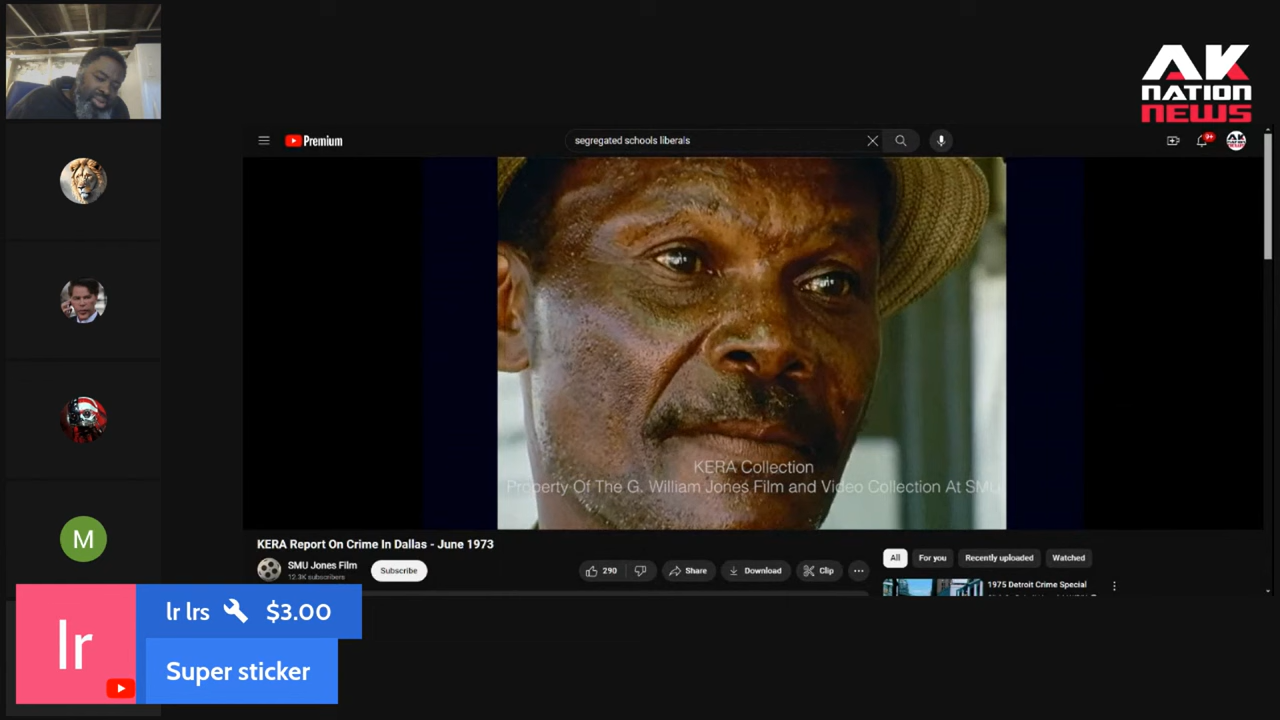 AK
NATION
NEWS
Premium
segregated schools liberals
9+
KERA Collection
Property Of The G. William Jones Film and Video Collection At SMU
KERA Report On Crime In Dallas - June 1973
SMU Jones Film
12.3K subscribers
Subscribe
290
Share
Download
Clip
All
For you
Recently uploaded
Watched
1975 Detroit Crime Special
M
lr
lr lrs $3.00
Super sticker